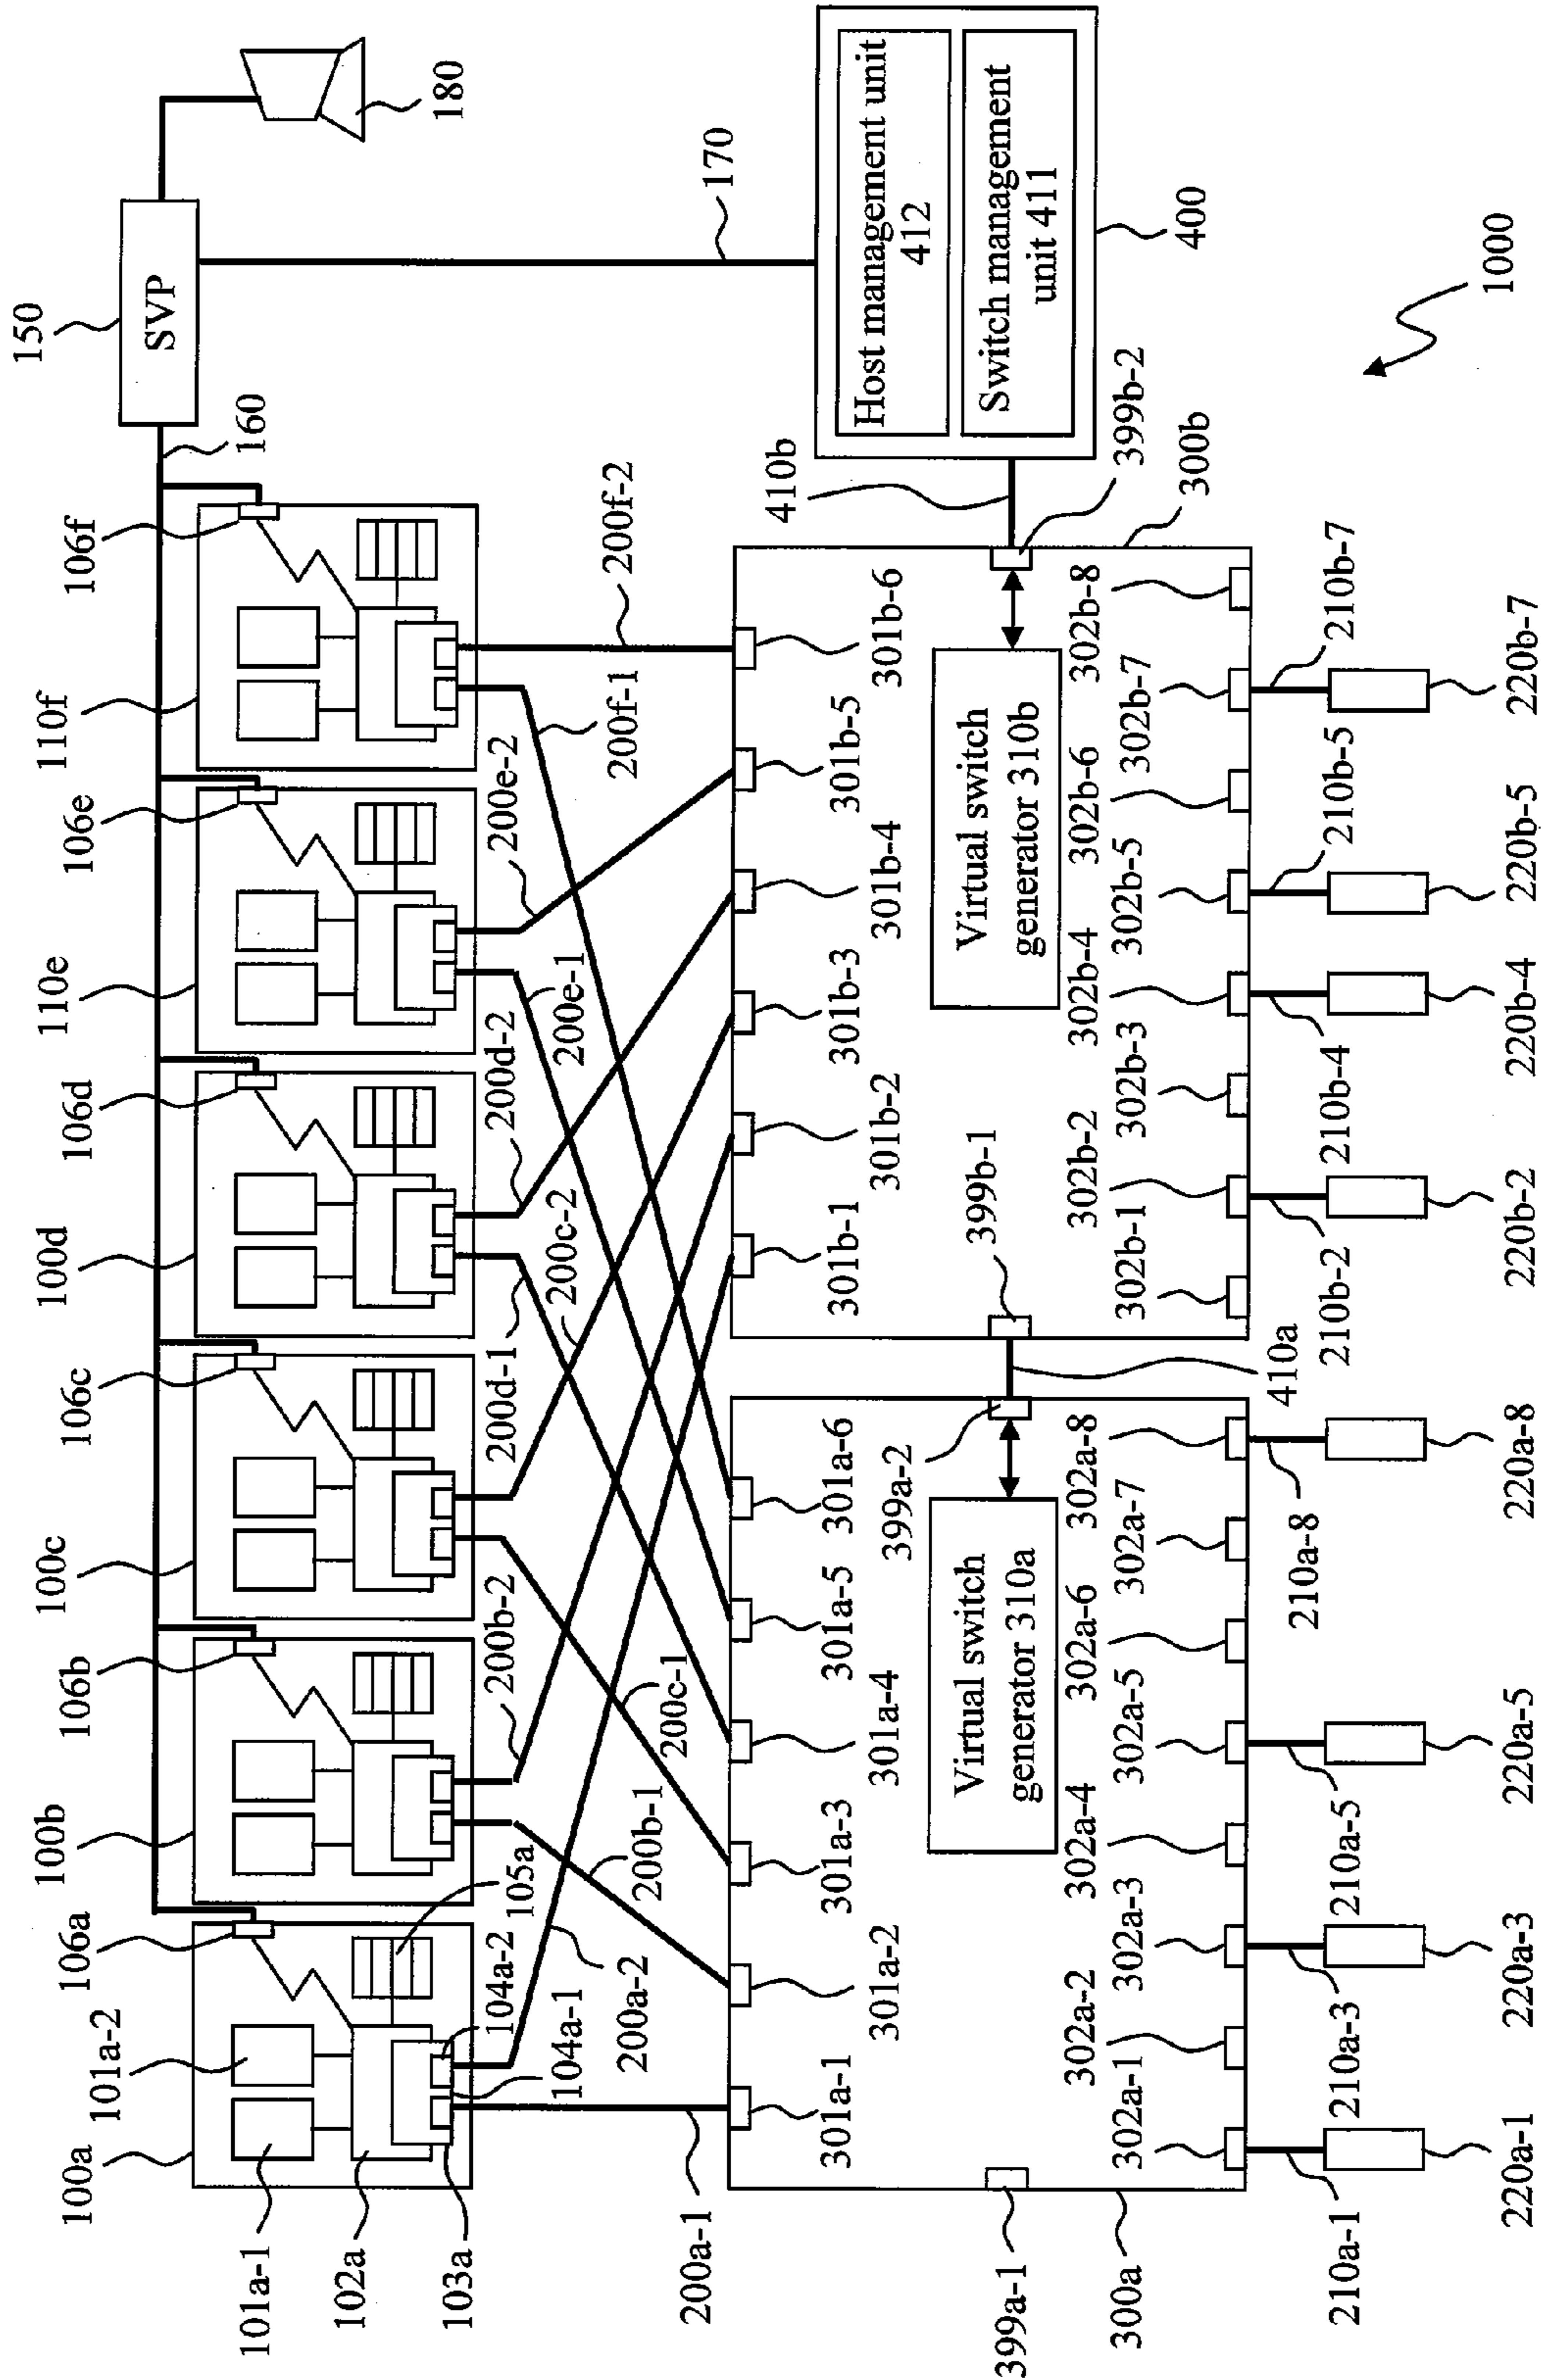 100a
101a-1
101a-2
102a
103a
106a
104a-2
104a-1
105a
100b
106b
100c
106c
100d
106d
110e
106e
110f
106f
160
150
SVP
180
170
Host management unit
412
Switch management
unit 411
400
1000
200a-1
200a-2
200b-1
200b-2
200c-1
200c-2
200d-1
200d-2
200e-1
200e-2
200f-1
200f-2
301a-1
301a-2
301a-3
301a-4
301a-5
301a-6
301b-1
301b-2
301b-3
301b-4
301b-5
301b-6
399a-1
Virtual switch
generator 310a
399a-2
410a
399b-1
Virtual switch
generator 310b
399b-2
410b
300a
300b
302a-1
302a-2
302a-3
302a-4
302a-5
302a-6
302a-7
302a-8
302b-1
302b-2
302b-3
302b-4
302b-5
302b-6
302b-7
302b-8
210a-1
210a-3
210a-5
210a-8
210b-2
210b-4
210b-5
210b-7
220a-1
220a-3
220a-5
220a-8
220b-2
220b-4
220b-5
220b-7